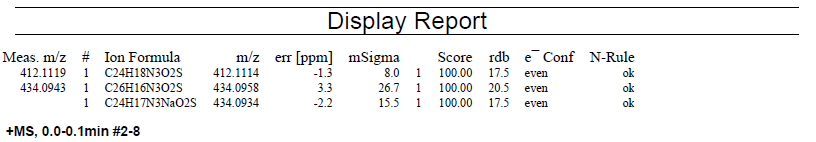 Display Report
Meas. m/z # Ion Formula m/z err [ppm] mSigma Score rdb e¯ Conf N-Rule
412.1119 1 C24H18N3O2S 412.1114 -1.3 8.0 1 100.00 17.5 even ok
434.0943 1 C26H16N3O2S 434.0958 3.3 26.7 1 100.00 20.5 even ok
1 C24H17N3NaO2S 434.0934 -2.2 15.5 1 100.00 17.5 even ok
+MS, 0.0-0.1min #2-8